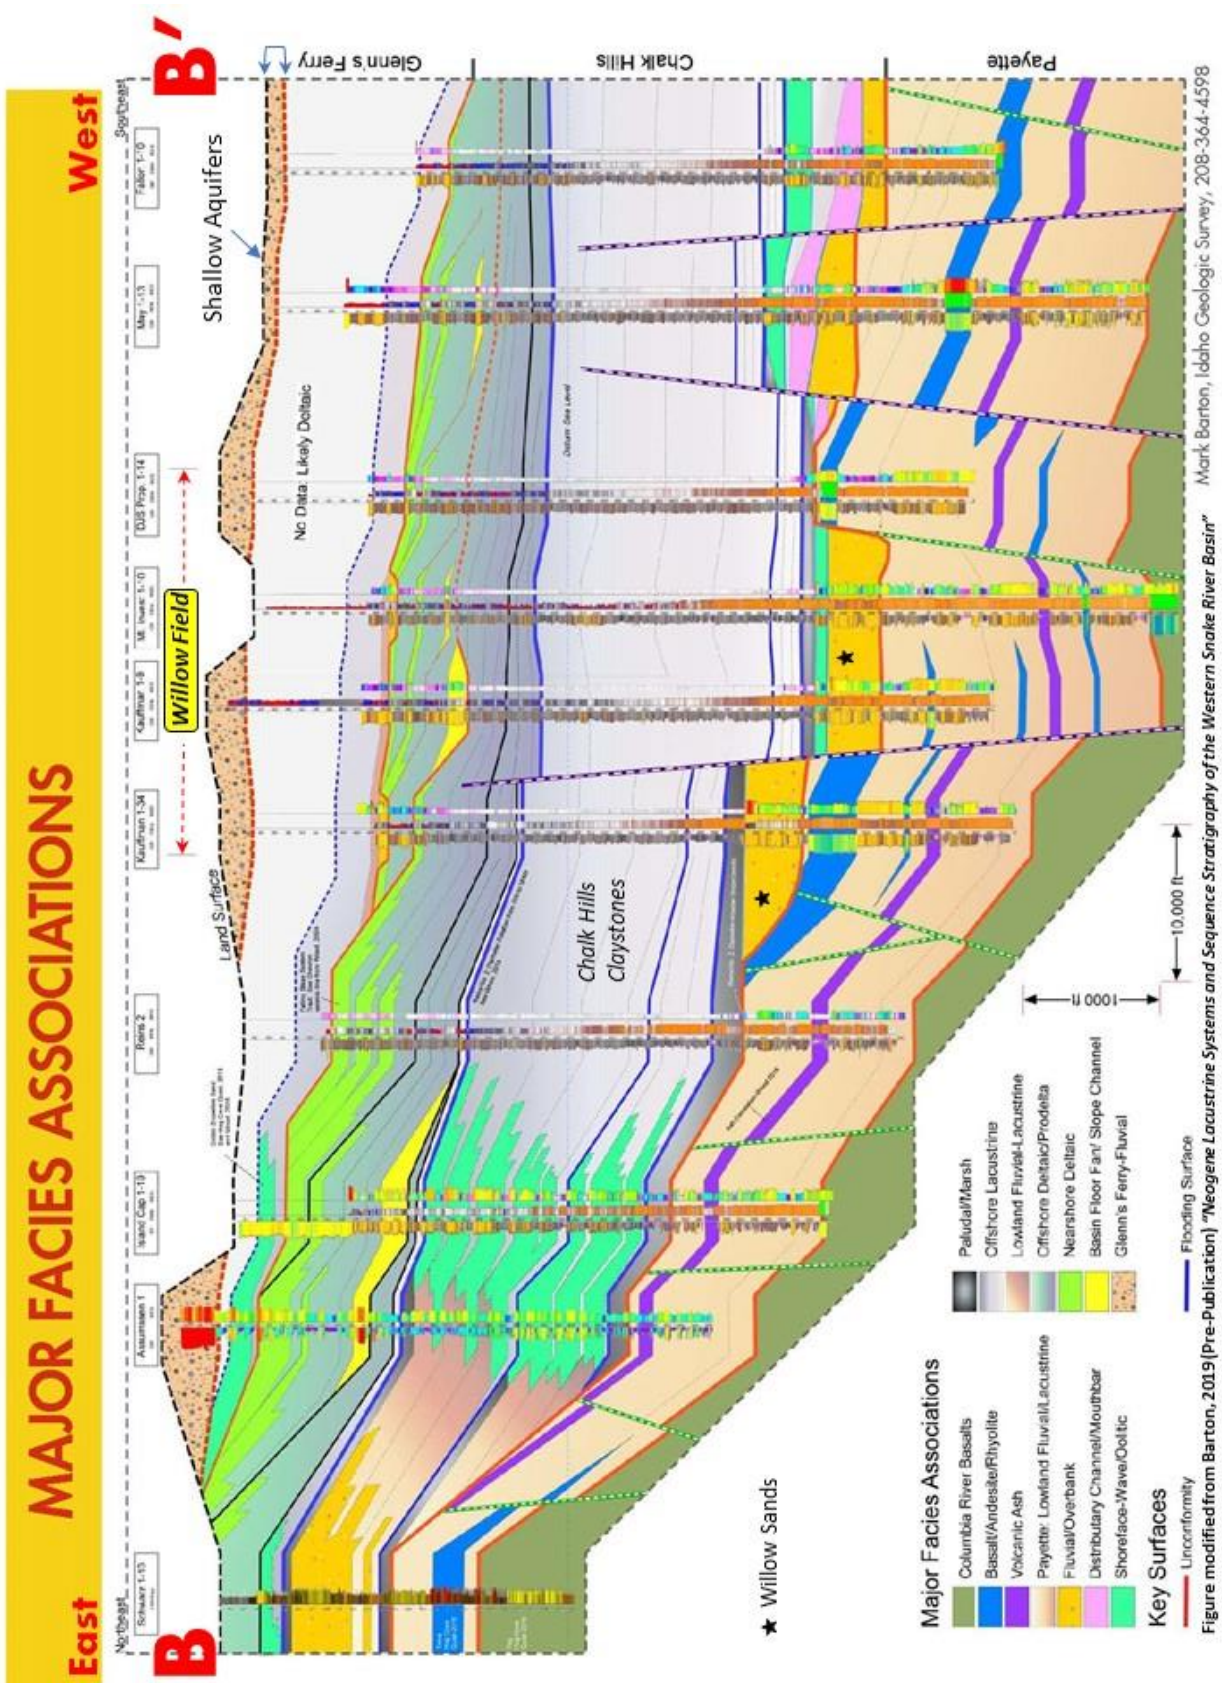 MAJOR FACIES ASSOCIATIONS
East
West
Northeast
Southeast
B
B′
Schwarz 1-10
Assumssen 1
Island Cap 1-19
Reins 2
Kauffman 1-34
Kauffman 1-9
ML Invest 1-10
DJS Prop. 1-14
May 1-13
Fallor 1-10
Willow Field
Shallow Aquifers
Land Surface
No Data: Likely Deltaic
Glenn's Ferry
Chalk Hills
Payette
Datum: Sea Level
Chalk Hills
Claystones
★ Willow Sands
10,000 ft
1000 ft
Major Facies Associations
Columbia River Basalts
Basalt/Andesite/Rhyolite
Volcanic Ash
Payette: Lowland Fluvial/Lacustrine
Fluvial/Overbank
Distributary Channel/Mouthbar
Shoreface-Wave/Oolitic
Paludal/Marsh
Offshore Lacustrine
Lowland Fluvial-Lacustrine
Offshore Deltaic/Prodelta
Nearshore Deltaic
Basin Floor Fan/ Slope Channel
Glenn's Ferry-Fluvial
Key Surfaces
Unconformity
Flooding Surface
Mark Barton, Idaho Geologic Survey, 208-364-4598
Figure modified from Barton, 2019 [Pre-Publication] "Neogene Lacustrine Systems and Sequence Stratigraphy of the Western Snake River Basin"